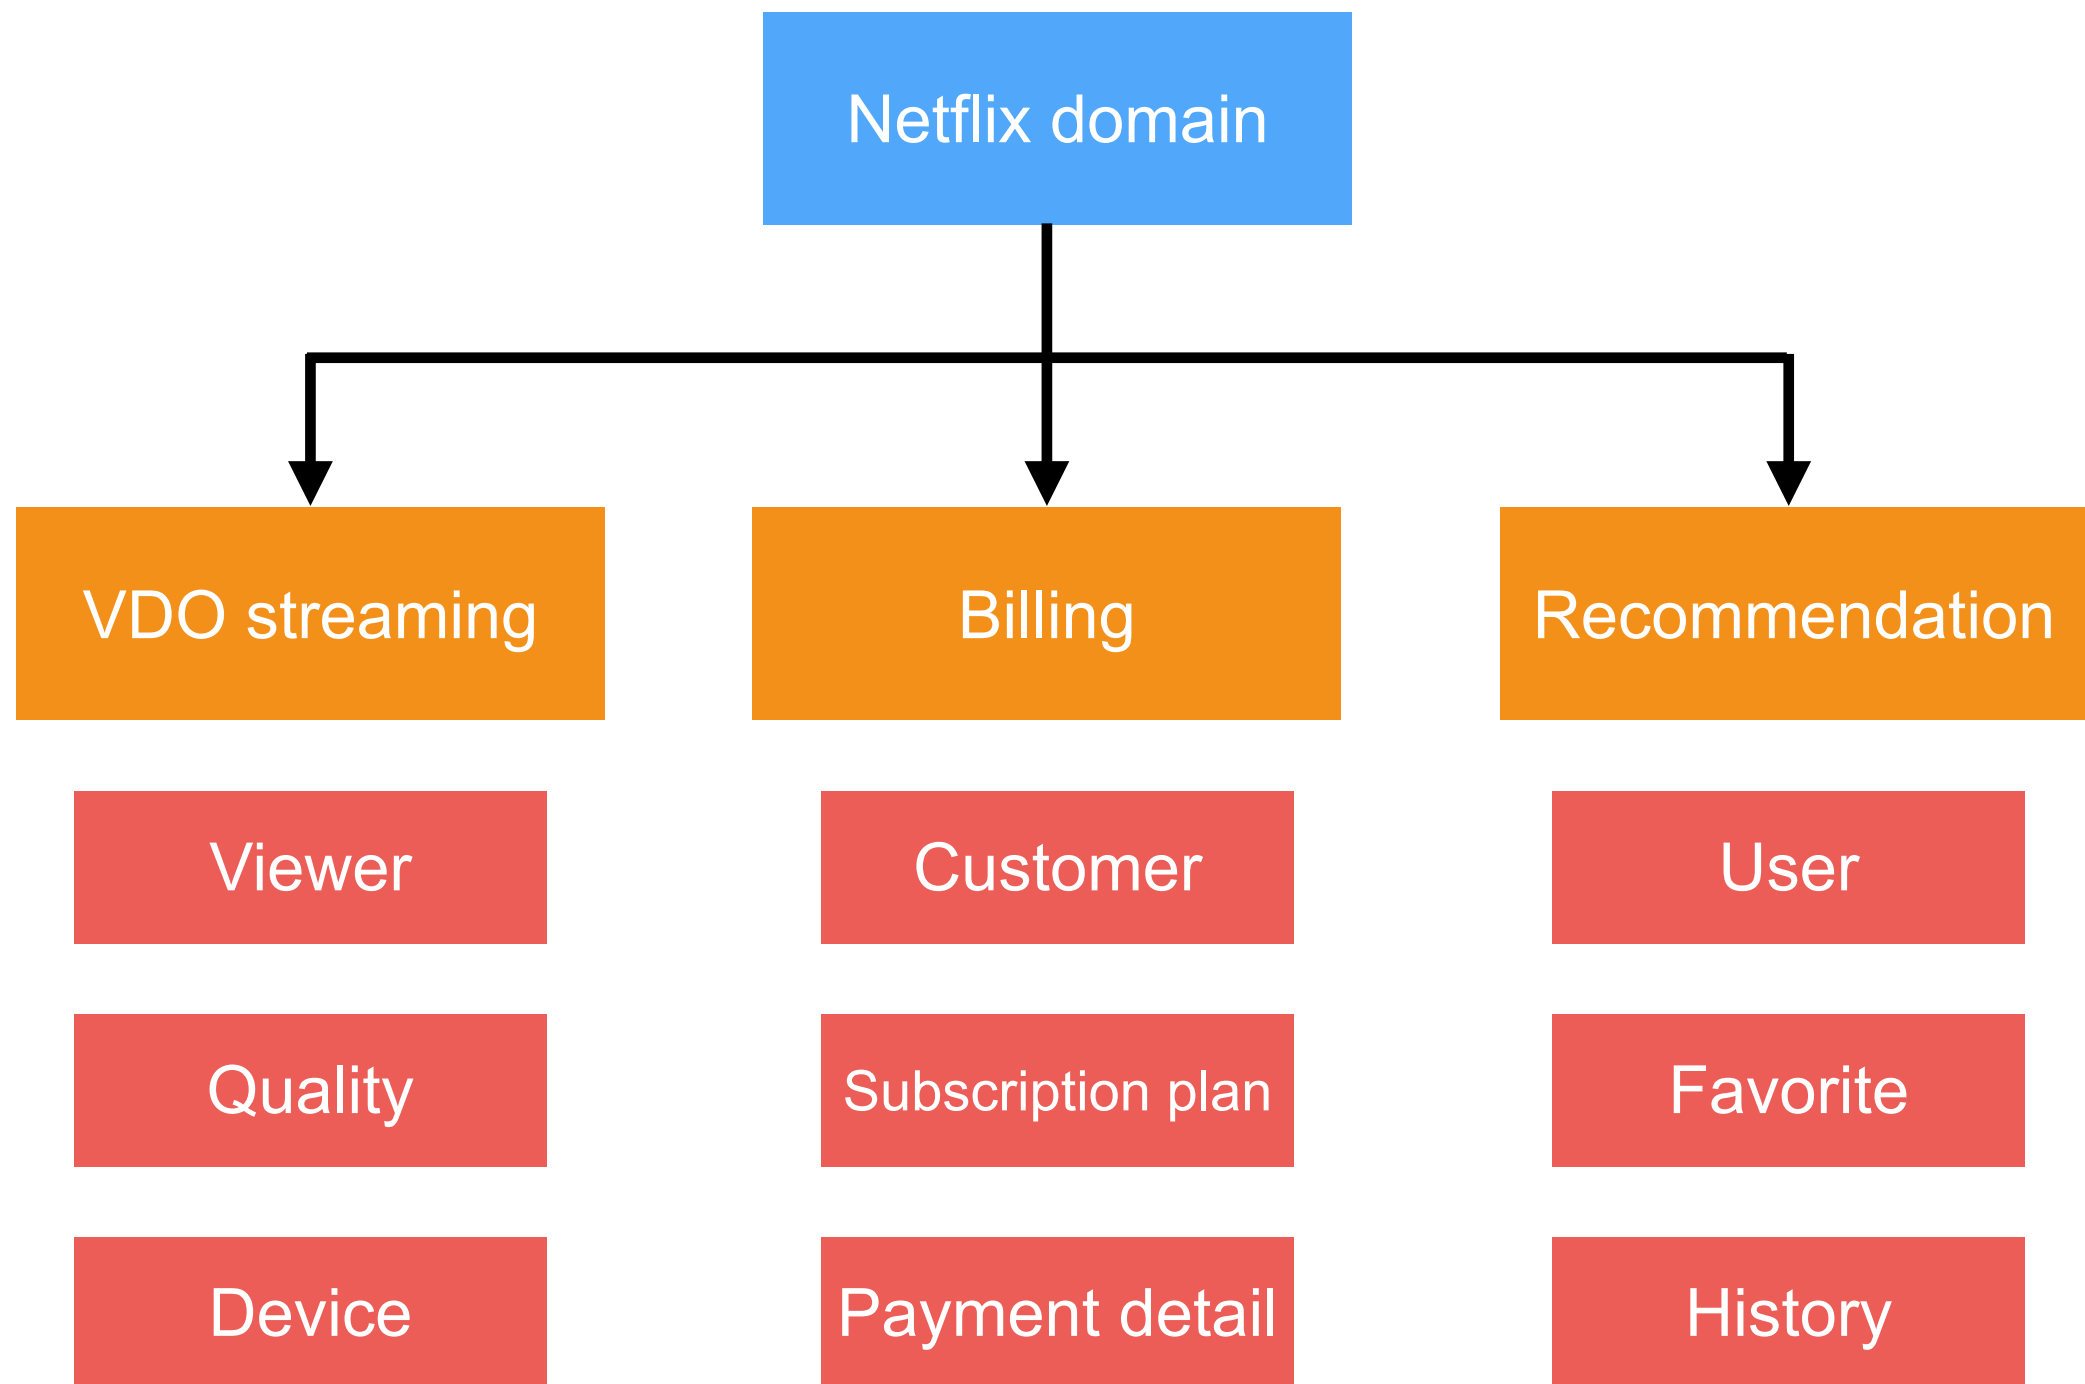 Netflix domain
VDO streaming
Billing
Recommendation
Viewer
Customer
User
Quality
Subscription plan
Favorite
Device
Payment detail
History